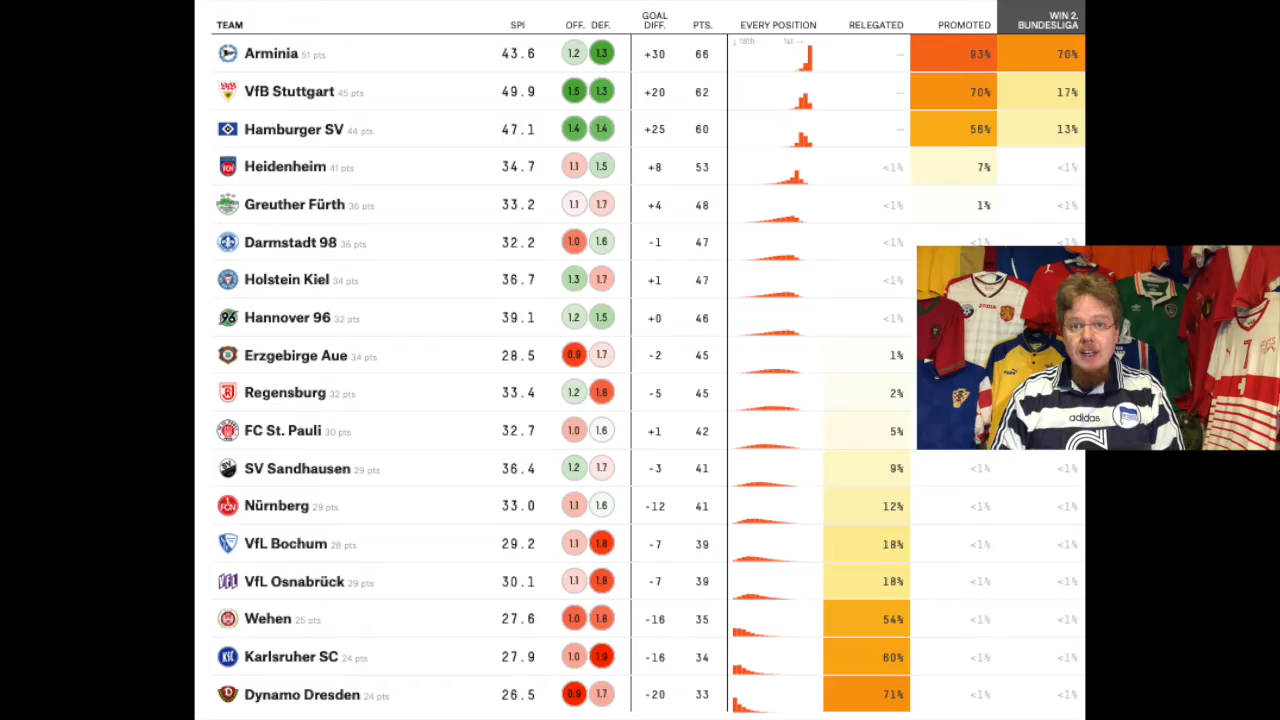 TEAM SPI OFF. DEF. GOAL DIFF. PTS. EVERY POSITION RELEGATED PROMOTED WIN 2. BUNDESLIGA
↓ 18th 1st →
Arminia 51 pts 43.6 1.2 1.3 +30 66 — 93% 70%
VfB Stuttgart 45 pts 49.9 1.5 1.3 +20 62 — 70% 17%
Hamburger SV 44 pts 47.1 1.4 1.4 +25 60 — 56% 13%
Heidenheim 41 pts 34.7 1.1 1.5 +8 53 <1% 7% <1%
Greuther Fürth 36 pts 33.2 1.1 1.7 +4 48 <1% 1% <1%
Darmstadt 98 36 pts 32.2 1.0 1.6 -1 47 <1% <1% <1%
Holstein Kiel 34 pts 36.7 1.3 1.7 +1 47 <1%
96 Hannover 96 32 pts 39.1 1.2 1.5 +0 46 <1%
Erzgebirge Aue 34 pts 28.5 0.9 1.7 -2 45 1%
Regensburg 32 pts 33.4 1.2 1.8 -5 45 2%
FC St. Pauli 30 pts 32.7 1.0 1.6 +1 42 5%
adidas
SV Sandhausen 29 pts 36.4 1.2 1.7 -3 41 9% <1% <1%
Nürnberg 29 pts 33.0 1.1 1.6 -12 41 12% <1% <1%
VfL Bochum 28 pts 29.2 1.1 1.8 -7 39 18% <1% <1%
VfL Osnabrück 29 pts 30.1 1.1 1.8 -7 39 18% <1% <1%
Wehen 25 pts 27.6 1.0 1.8 -16 35 54% <1% <1%
KSC Karlsruher SC 24 pts 27.9 1.0 1.9 -16 34 60% <1% <1%
D Dynamo Dresden 24 pts 26.5 0.9 1.7 -20 33 71% <1% <1%